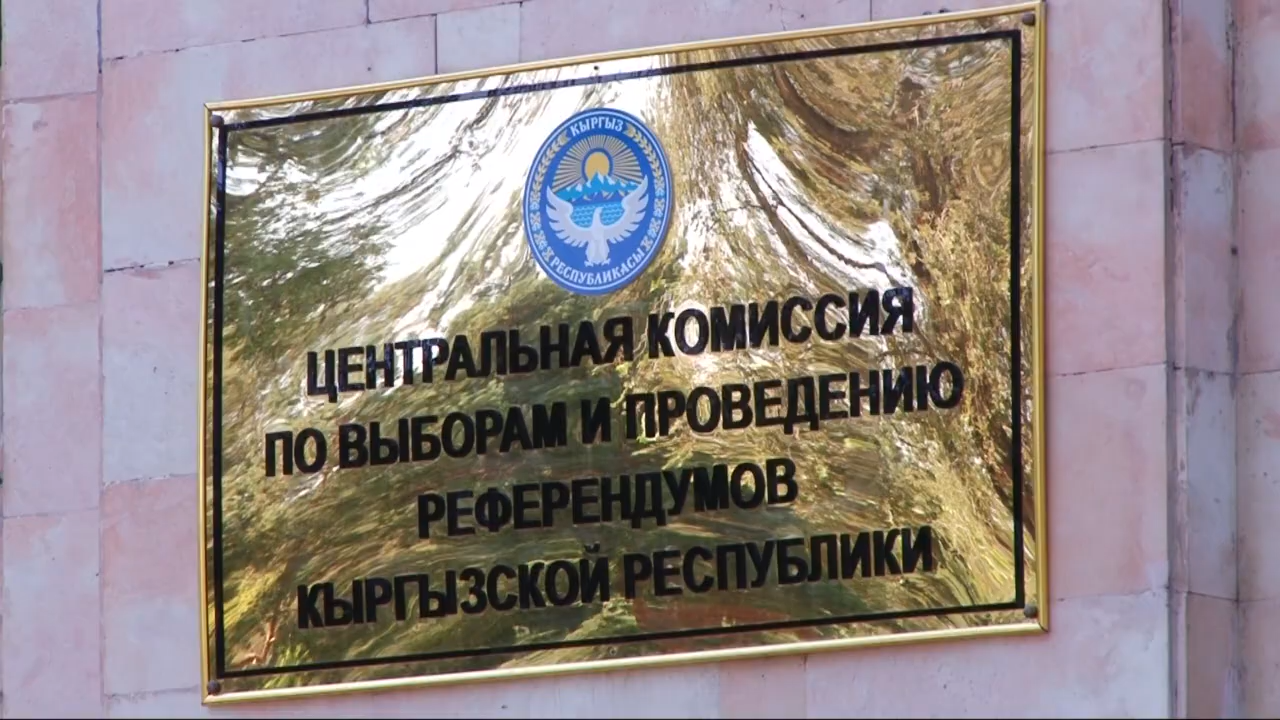 КЫРГЫЗ
РЕСПУБЛИКАСЫ
ЦЕНТРАЛЬНАЯ КОМИССИЯ
ПО ВЫБОРАМ И ПРОВЕДЕНИЮ
РЕФЕРЕНДУМОВ
КЫРГЫЗСКОЙ РЕСПУБЛИКИ